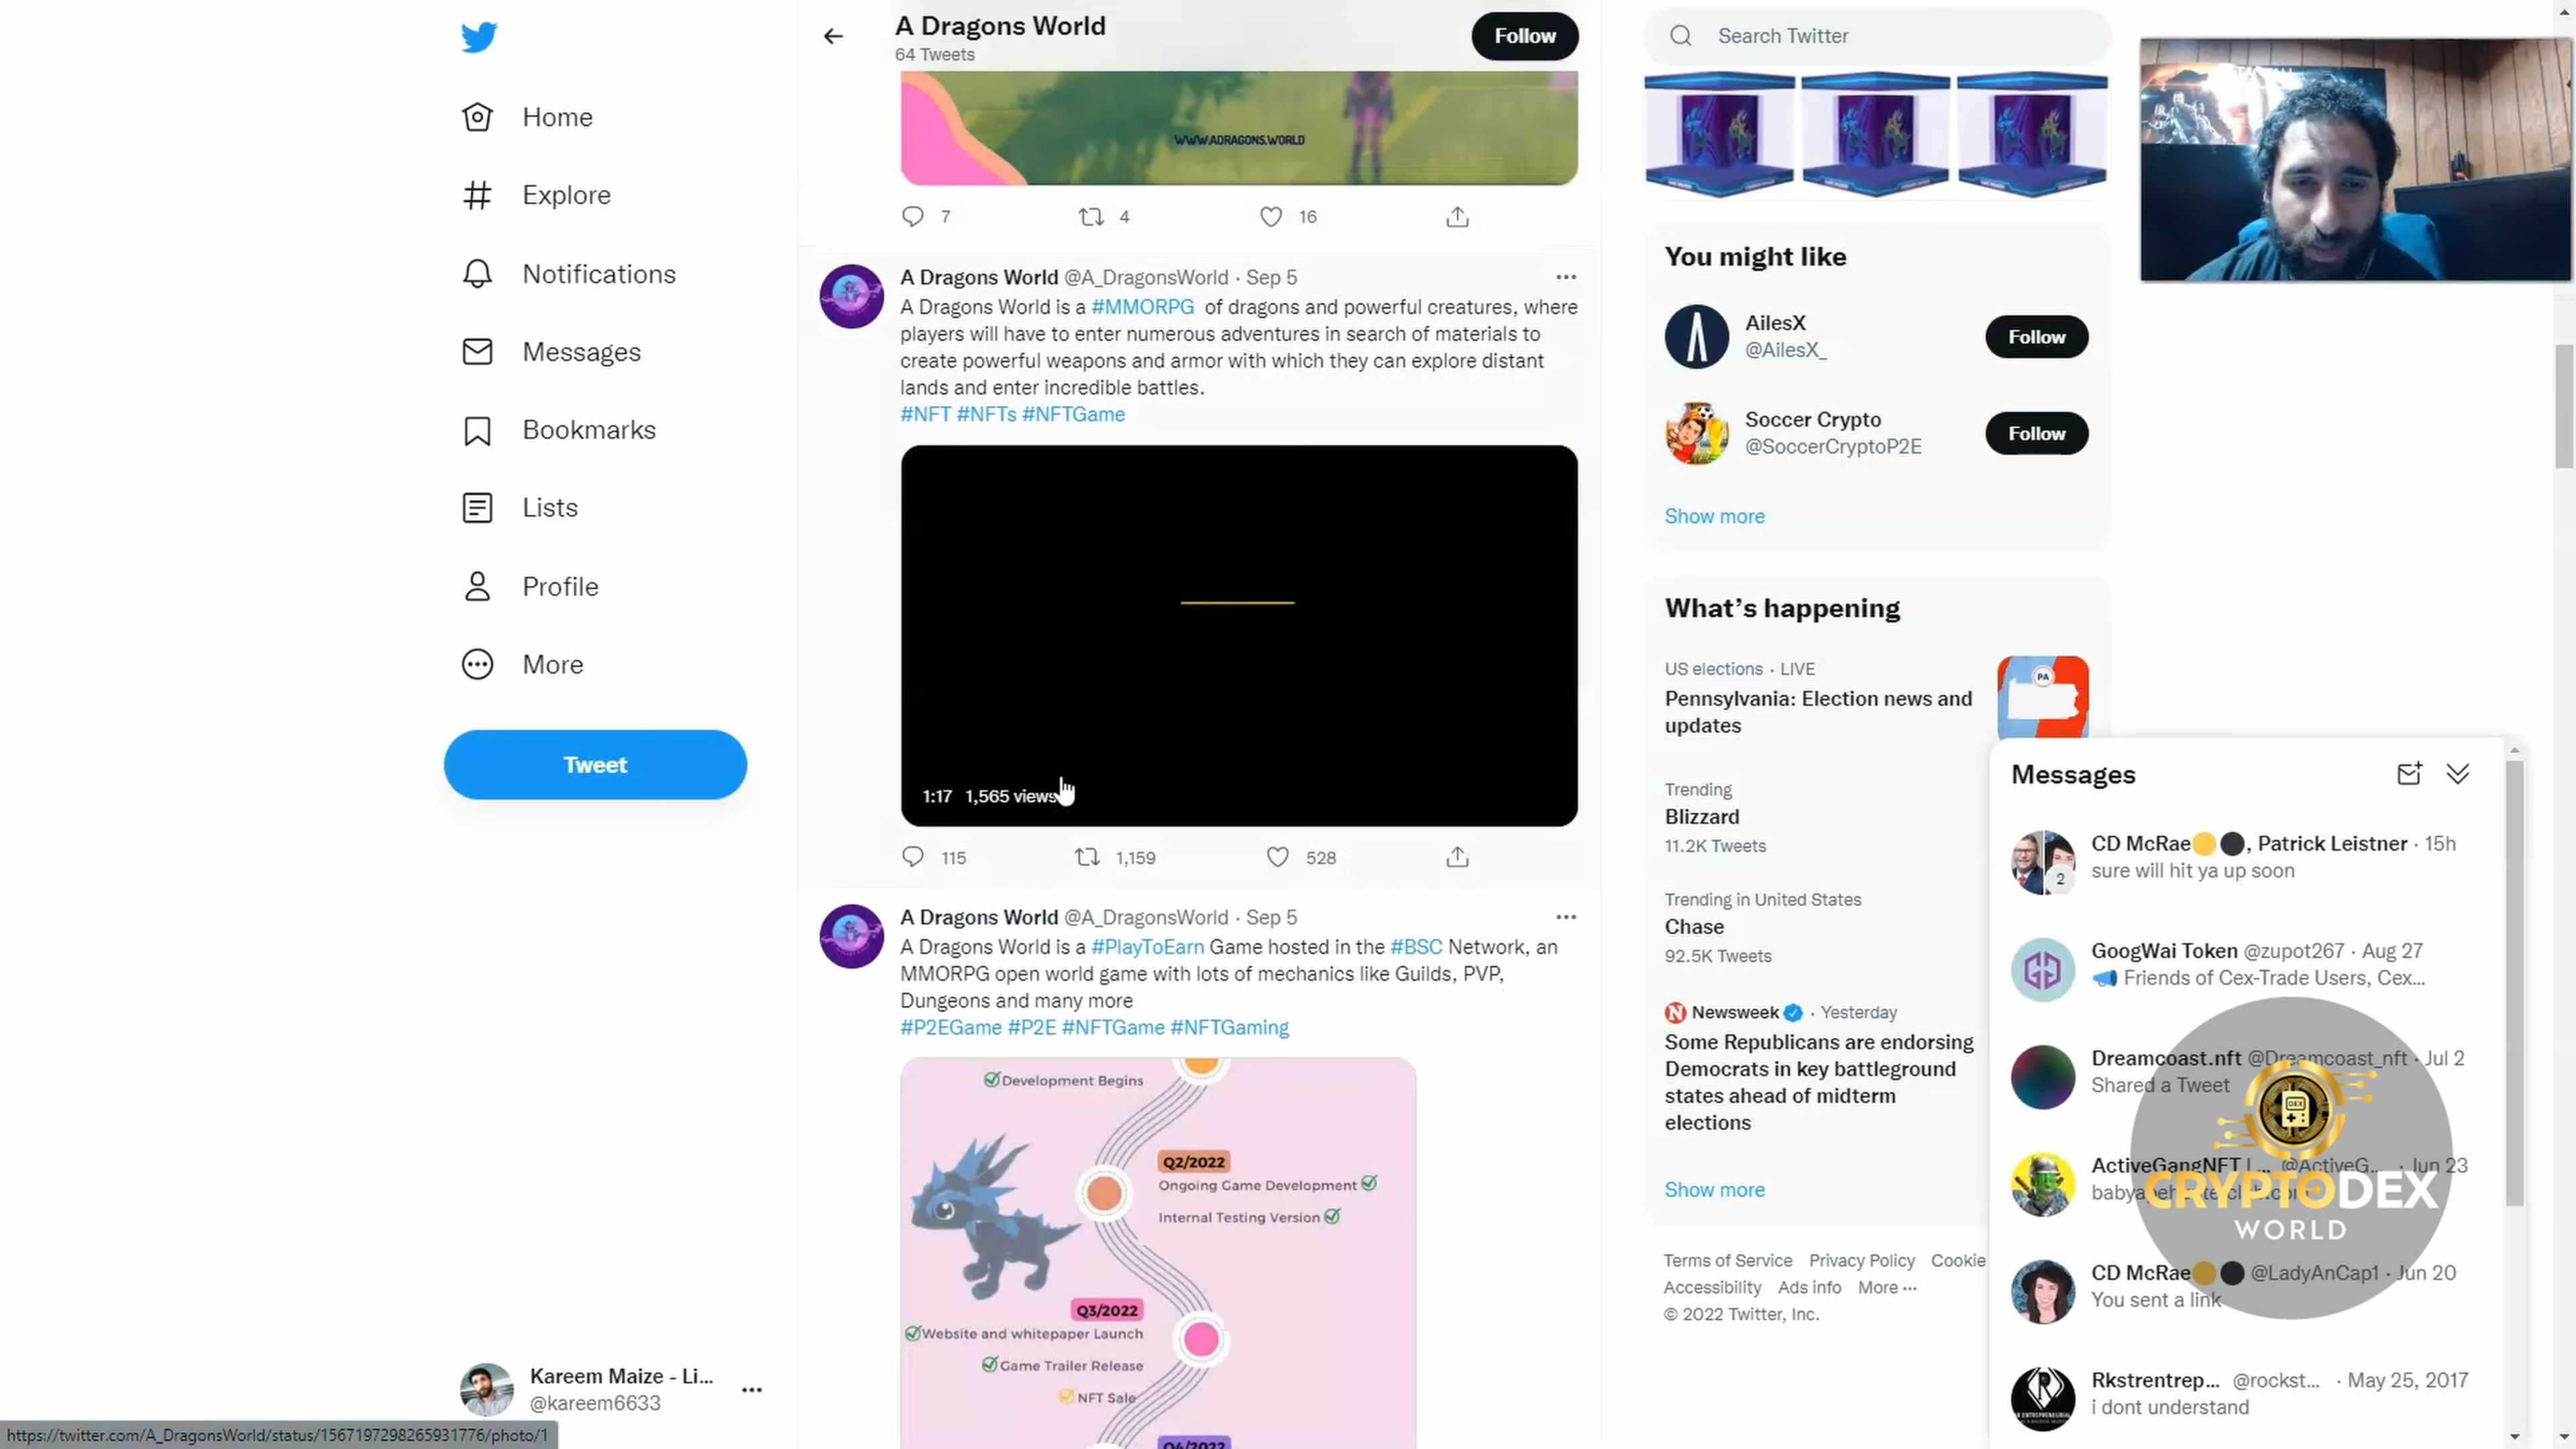 A Dragons World
64 Tweets
Follow
Search Twitter
Home
Explore
Notifications
Messages
Bookmarks
Lists
Profile
More
Tweet
Kareem Maize - Li...
@kareem6633
WWW.ADRAGONS.WORLD
7
4
16
A Dragons World @A_DragonsWorld · Sep 5
A Dragons World is a #MMORPG of dragons and powerful creatures, where
players will have to enter numerous adventures in search of materials to
create powerful weapons and armor with which they can explore distant
lands and enter incredible battles.
#NFT #NFTs #NFTGame
1:17 1,565 views
115
1,159
528
A Dragons World @A_DragonsWorld · Sep 5
A Dragons World is a #PlayToEarn Game hosted in the #BSC Network, an
MMORPG open world game with lots of mechanics like Guilds, PVP,
Dungeons and many more
#P2EGame #P2E #NFTGame #NFTGaming
Development Begins
Q2/2022
Ongoing Game Development
Internal Testing Version
Q3/2022
Website and whitepaper Launch
Game Trailer Release
NFT Sale
Q4/2022
You might like
AilesX
@AilesX_
Follow
Soccer Crypto
@SoccerCryptoP2E
Follow
Show more
What's happening
US elections · LIVE
Pennsylvania: Election news and
updates
PA
Trending
Blizzard
11.2K Tweets
Trending in United States
Chase
92.5K Tweets
Newsweek · Yesterday
Some Republicans are endorsing
Democrats in key battleground
states ahead of midterm
elections
Show more
Terms of Service Privacy Policy Cookie
Accessibility Ads info More ···
© 2022 Twitter, Inc.
Messages
CD McRae, Patrick Leistner · 15h
sure will hit ya up soon
2
GoogWai Token @zupot267 · Aug 27
Friends of Cex-Trade Users, Cex...
Dreamcoast.nft @Dreamcoast_nft · Jul 2
Shared a Tweet
ActiveGangNFT | ... @ActiveG... · Jun 23
CD McRae @LadyAnCap1 · Jun 20
You sent a link
Rkstrentrep... @rockst... · May 25, 2017
i dont understand
DEX
CRYPTODEX
WORLD
https://twitter.com/A_DragonsWorld/status/1567197298265931776/photo/1